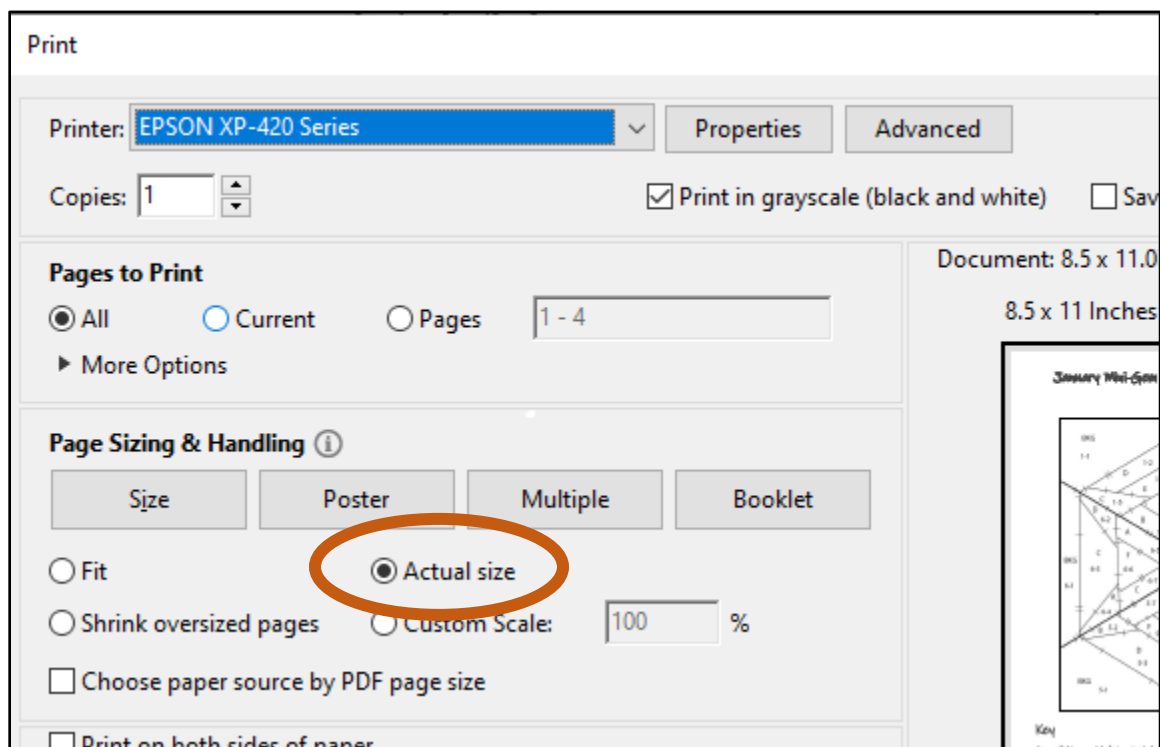 Print
Printer: EPSON XP-420 Series Properties Advanced
Copies: 1 Print in grayscale (black and white) Sav
Pages to Print
All Current Pages 1 - 4
More Options
Page Sizing & Handling
Size Poster Multiple Booklet
Fit Actual size
Shrink oversized pages Custom Scale: 100 %
Choose paper source by PDF page size
Print on both sides of paper
Document: 8.5 x 11.0
8.5 x 11 Inches
January
Key